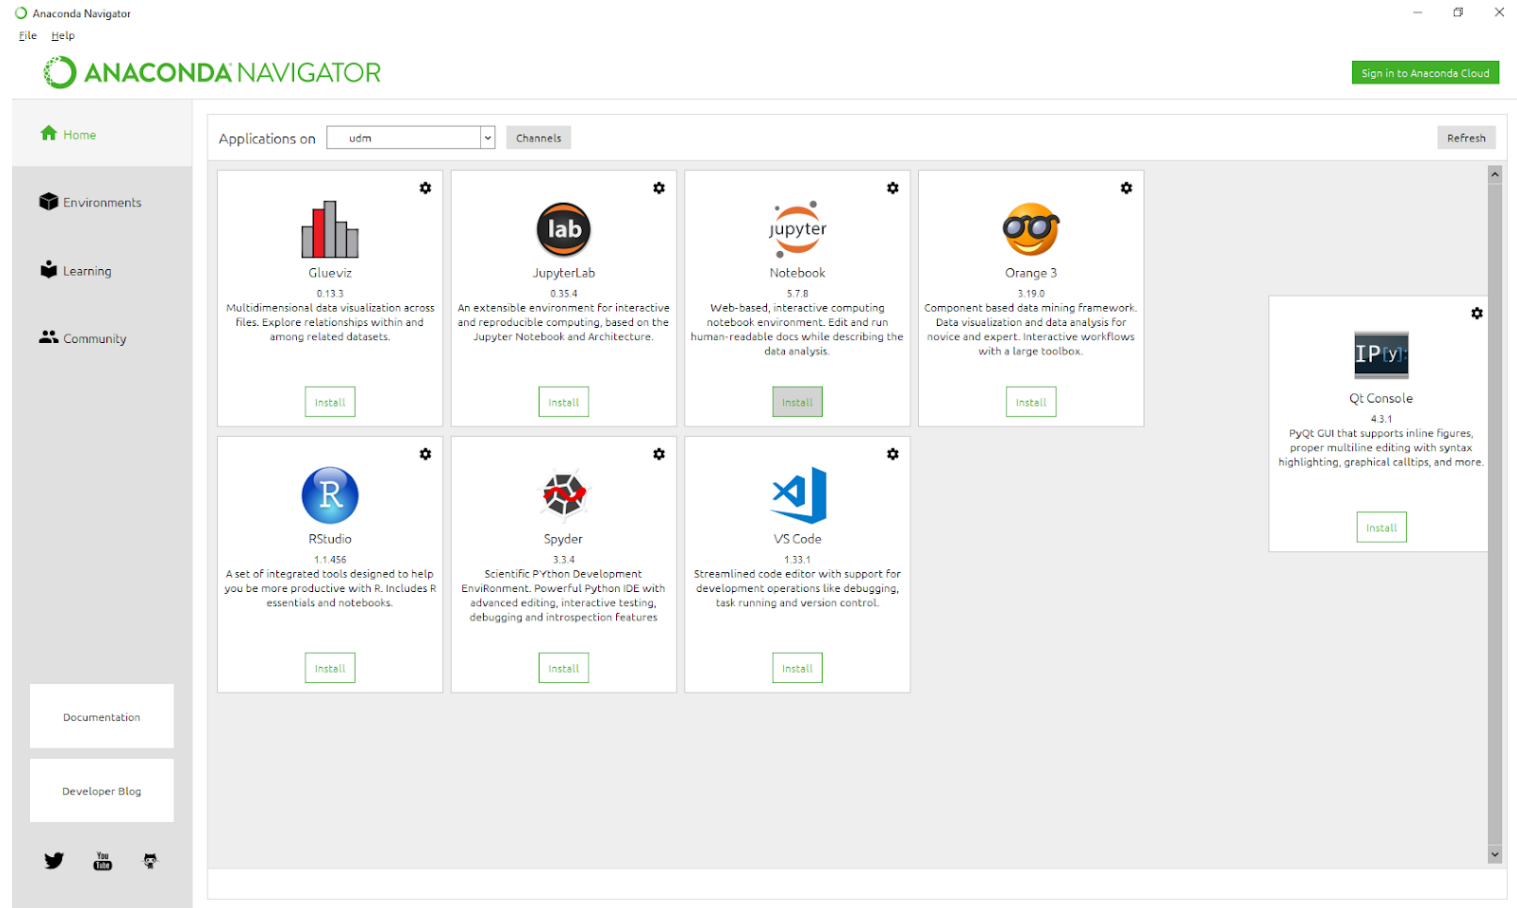 Anaconda Navigator
File Help
ANACONDA NAVIGATOR
Sign in to Anaconda Cloud
Home
Environments
Learning
Community
Documentation
Developer Blog
You
Tube
Applications on udm Channels Refresh
Glueviz
0.13.3
Multidimensional data visualization across
files. Explore relationships within and
among related datasets.
Install
lab
JupyterLab
0.35.4
An extensible environment for interactive
and reproducible computing, based on the
Jupyter Notebook and Architecture.
Install
jupyter
Notebook
5.7.8
Web-based, interactive computing
notebook environment. Edit and run
human-readable docs while describing the
data analysis.
Install
Orange 3
3.19.0
Component based data mining framework.
Data visualization and data analysis for
novice and expert. Interactive workflows
with a large toolbox.
Install
IP[y]:
Qt Console
4.3.1
PyQt GUI that supports inline figures,
proper multiline editing with syntax
highlighting, graphical calltips, and more.
Install
R
RStudio
1.1.456
A set of integrated tools designed to help
you be more productive with R. Includes R
essentials and notebooks.
Install
Spyder
3.3.4
Scientific PYthon Development
EnviRonment. Powerful Python IDE with
advanced editing, interactive testing,
debugging and introspection features
Install
VS Code
1.33.1
Streamlined code editor with support for
development operations like debugging,
task running and version control.
Install